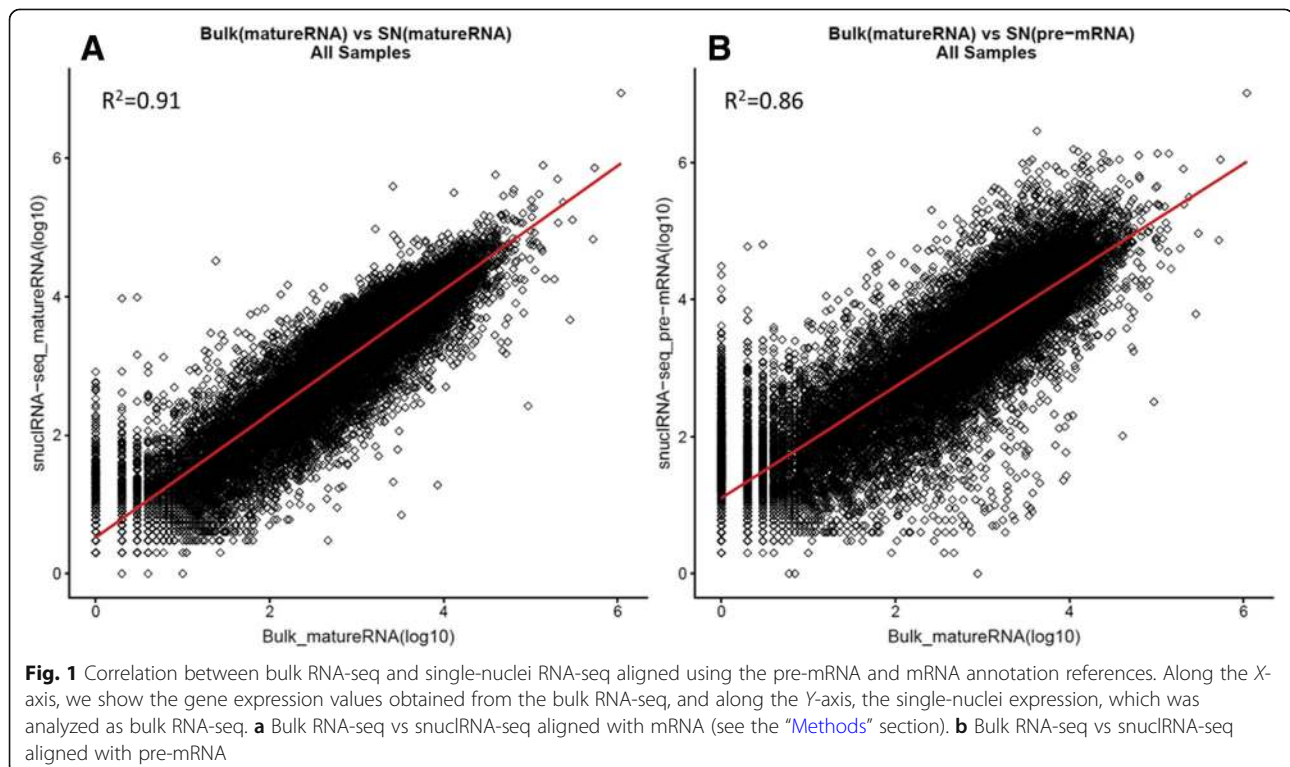 A
Bulk(matureRNA) vs SN(matureRNA)
All Samples
R²=0.91
snuclRNA-seq_matureRNA(log10)
6
4
2
0
0 2 4 6
Bulk_matureRNA(log10)
B
Bulk(matureRNA) vs SN(pre-mRNA)
All Samples
R²=0.86
snuclRNA-seq_pre-mRNA(log10)
6
4
2
0
0 2 4 6
Bulk_matureRNA(log10)
Fig. 1 Correlation between bulk RNA-seq and single-nuclei RNA-seq aligned using the pre-mRNA and mRNA annotation references. Along the X-
axis, we show the gene expression values obtained from the bulk RNA-seq, and along the Y-axis, the single-nuclei expression, which was
analyzed as bulk RNA-seq. a Bulk RNA-seq vs snuclRNA-seq aligned with mRNA (see the “Methods” section). b Bulk RNA-seq vs snuclRNA-seq
aligned with pre-mRNA